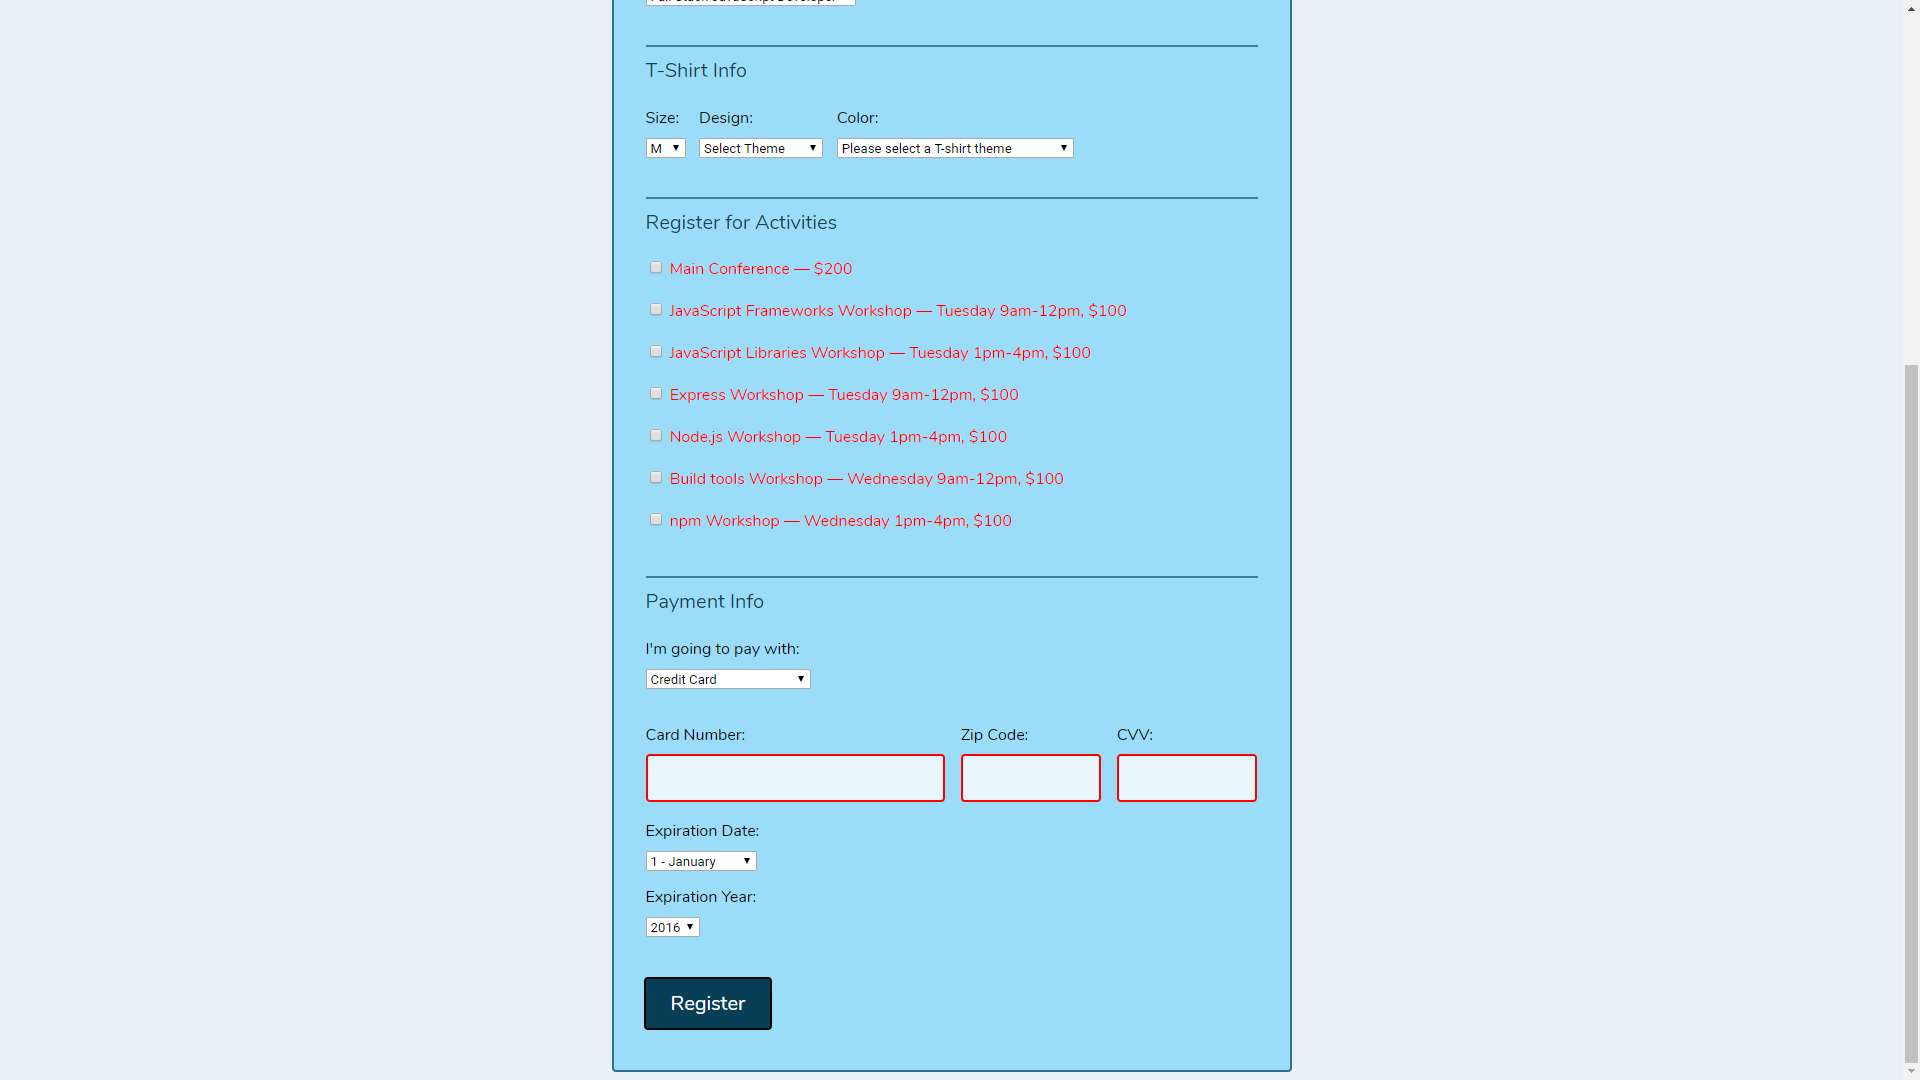 Full Stack JavaScript Developer
T-Shirt Info
Size: Design: Color:
M Select Theme Please select a T-shirt theme
Register for Activities
Main Conference — $200
JavaScript Frameworks Workshop — Tuesday 9am-12pm, $100
JavaScript Libraries Workshop — Tuesday 1pm-4pm, $100
Express Workshop — Tuesday 9am-12pm, $100
Node.js Workshop — Tuesday 1pm-4pm, $100
Build tools Workshop — Wednesday 9am-12pm, $100
npm Workshop — Wednesday 1pm-4pm, $100
Payment Info
I'm going to pay with:
Credit Card
Card Number: Zip Code: CVV:
Expiration Date:
1 - January
Expiration Year:
2016
Register